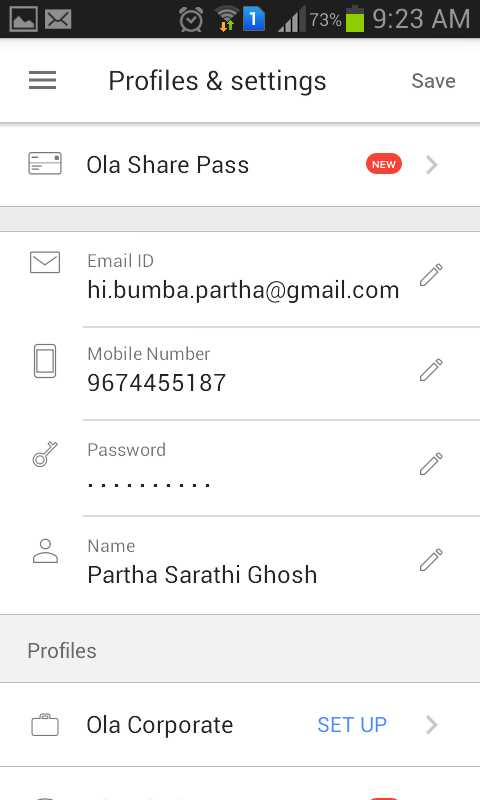 1 73% 9:23 AM
Profiles & settings Save
Ola Share Pass NEW
Email ID
hi.bumba.partha@gmail.com
Mobile Number
9674455187
Password
. . . . . . . . . .
Name
Partha Sarathi Ghosh
Profiles
Ola Corporate SET UP